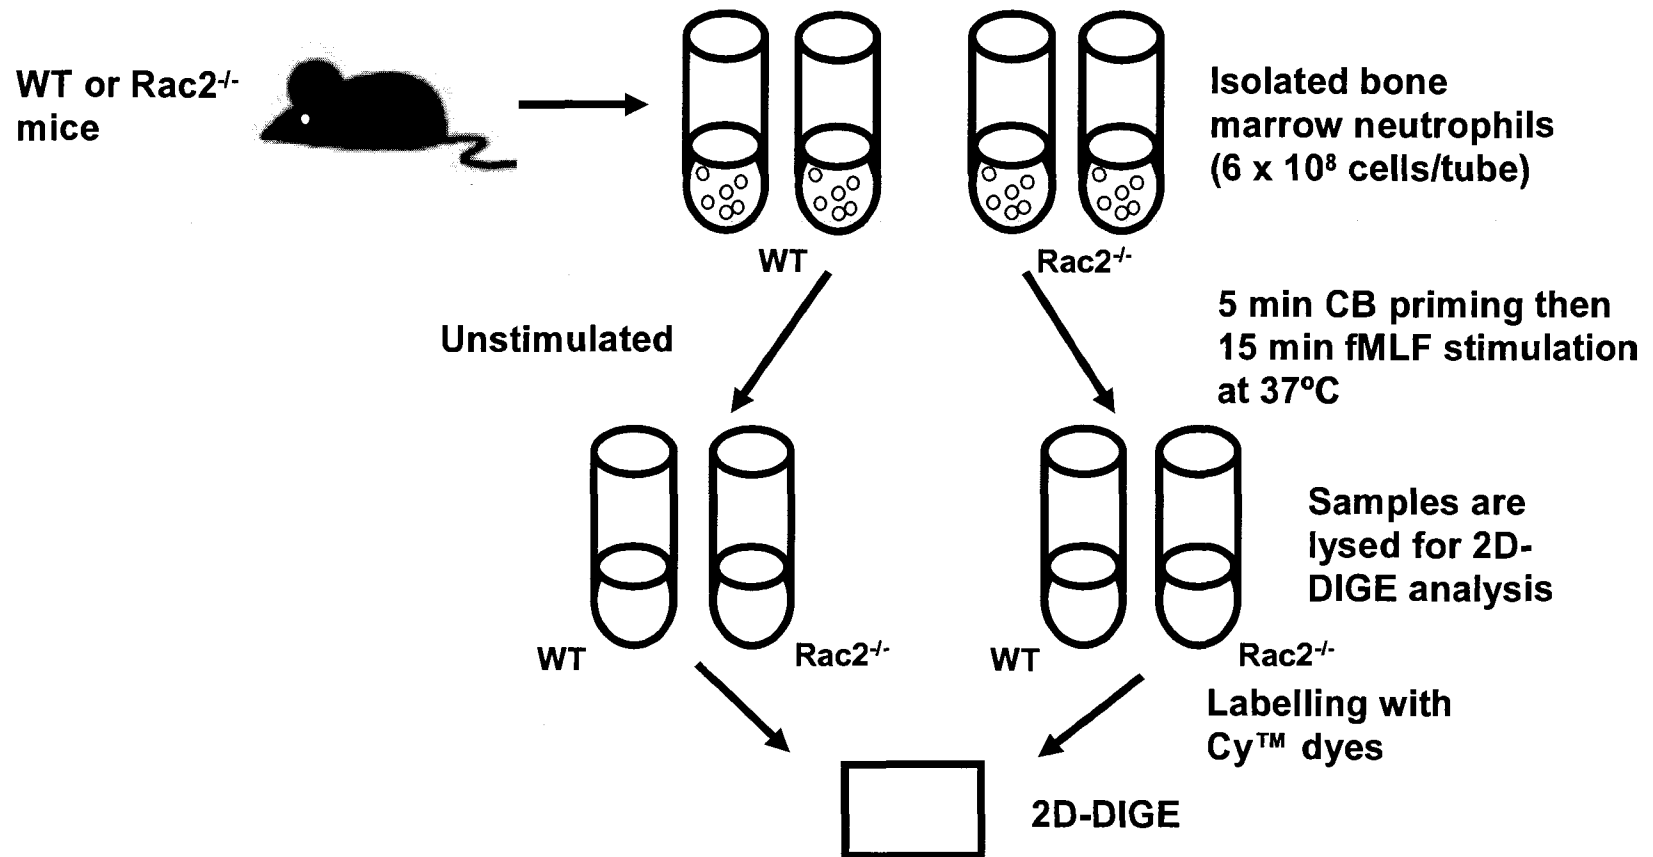 WT or Rac2⁻/⁻
mice
Isolated bone
marrow neutrophils
(6 x 10⁸ cells/tube)
WT
Rac2⁻/⁻
Unstimulated
5 min CB priming then
15 min fMLF stimulation
at 37ºC
Samples are
lysed for 2D-
DIGE analysis
WT
Rac2⁻/⁻
WT
Rac2⁻/⁻
Labelling with
Cy™ dyes
2D-DIGE